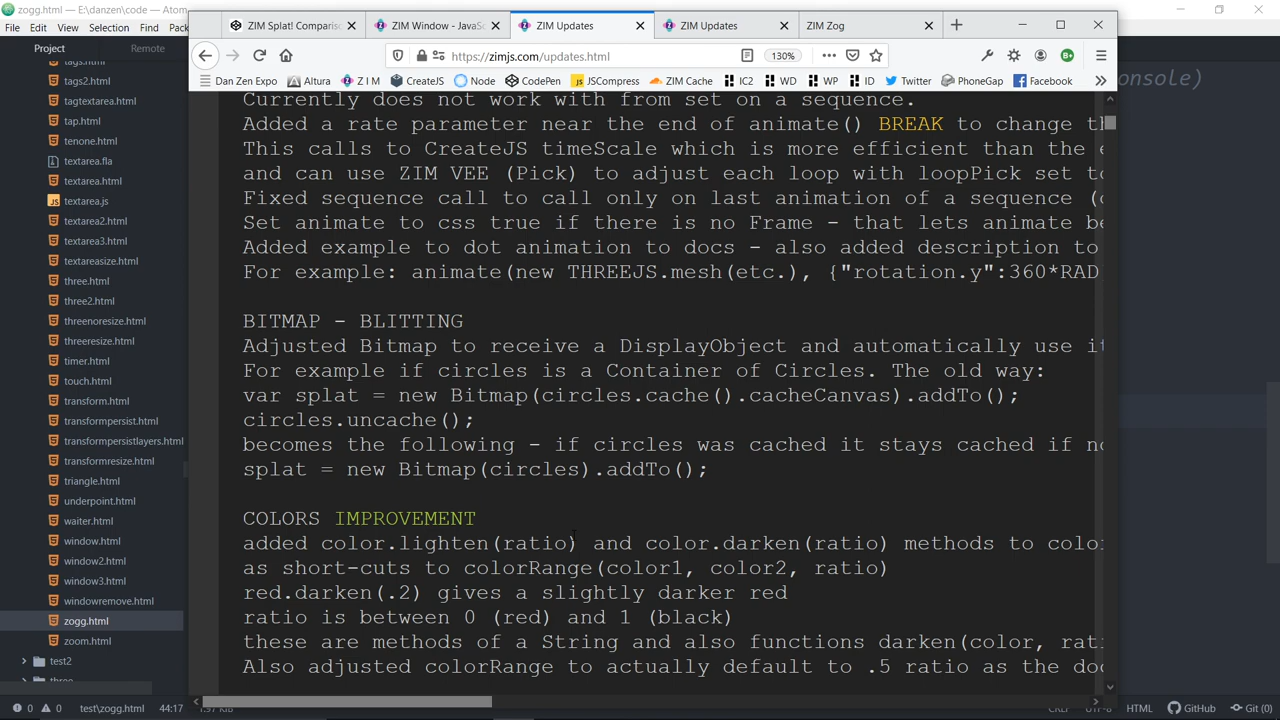 zogg.html — C:\Users\danzen\code — Atom
File Edit View Selection Find Pack
Project Remote
tags.html
tags2.html
tagtextarea.html
tap.html
tenone.html
textarea.fla
textarea.html
textarea.js
textarea2.html
textarea3.html
textareasize.html
three.html
three2.html
threenoresize.html
threeresize.html
timer.html
touch.html
transform.html
transformpersist.html
transformpersistlayers.html
transformresize.html
triangle.html
underpoint.html
waiter.html
window.html
window2.html
window3.html
windowremove.html
zogg.html
zoom.html
test2
three
ZIM Splat! Comparis
ZIM Window - JavaSc
ZIM Updates
ZIM Updates
ZIM Zog
https://zimjs.com/updates.html
130%
Dan Zen Expo Altura Z I M CreateJS Node CodePen JSCompress ZIM Cache IC2 WD WP ID Twitter PhoneGap Facebook
onsole)
Currently does not work with from set on a sequence.
Added a rate parameter near the end of animate() BREAK to change th
This calls to CreateJS timeScale which is more efficient than the e
and can use ZIM VEE (Pick) to adjust each loop with loopPick set to
Fixed sequence call to call only on last animation of a sequence (
Set animate to css true if there is no Frame - that lets animate be
Added example to dot animation to docs - also added description to
For example: animate(new THREEJS.mesh(etc.), {"rotation.y":360*RAD
BITMAP - BLITTING
Adjusted Bitmap to receive a DisplayObject and automatically use it
For example if circles is a Container of Circles. The old way:
var splat = new Bitmap(circles.cache().cacheCanvas).addTo();
circles.uncache();
becomes the following - if circles was cached it stays cached if no
splat = new Bitmap(circles).addTo();
COLORS IMPROVEMENT
added color.lighten(ratio) and color.darken(ratio) methods to colo
as short-cuts to colorRange(color1, color2, ratio)
red.darken(.2) gives a slightly darker red
ratio is between 0 (red) and 1 (black)
these are methods of a String and also functions darken(color, rati
Also adjusted colorRange to actually default to .5 ratio as the doc
0 0 test\zogg.html 44:17 1.97 KiB CRLF UTF-8 HTML GitHub Git (0)